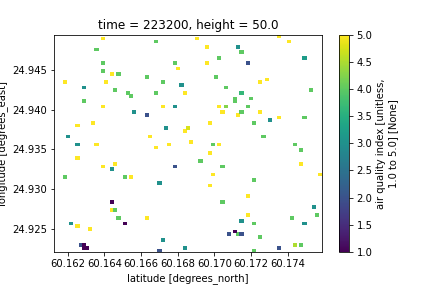 time = 223200, height = 50.0
24.945
24.940
24.935
24.930
24.925
longitude [degrees_east]
60.162 60.164 60.166 60.168 60.170 60.172 60.174
latitude [degrees_north]
5.0
4.5
4.0
3.5
3.0
2.5
2.0
1.5
1.0
air quality index [unitless,
1.0 to 5.0] [None]